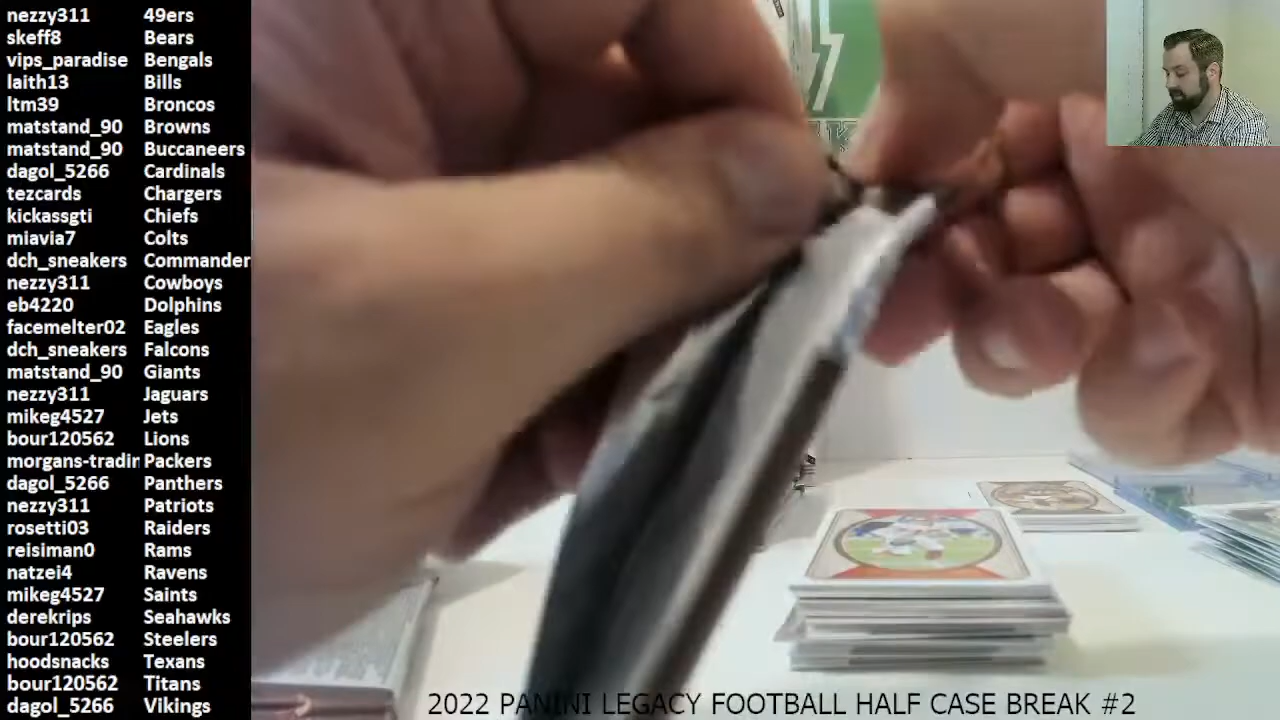 nezzy311 49ers
skeff8 Bears
vips_paradise Bengals
laith13 Bills
ltm39 Broncos
matstand_90 Browns
matstand_90 Buccaneers
dagol_5266 Cardinals
tezcards Chargers
kickassgti Chiefs
miavia7 Colts
dch_sneakers Commander
nezzy311 Cowboys
eb4220 Dolphins
facemelter02 Eagles
dch_sneakers Falcons
matstand_90 Giants
nezzy311 Jaguars
mikeg4527 Jets
bour120562 Lions
morgans-tradin Packers
dagol_5266 Panthers
nezzy311 Patriots
rosetti03 Raiders
reisiman0 Rams
natzei4 Ravens
mikeg4527 Saints
derekrips Seahawks
bour120562 Steelers
hoodsnacks Texans
bour120562 Titans
dagol_5266 Vikings
2022 PANINI LEGACY FOOTBALL HALF CASE BREAK #2